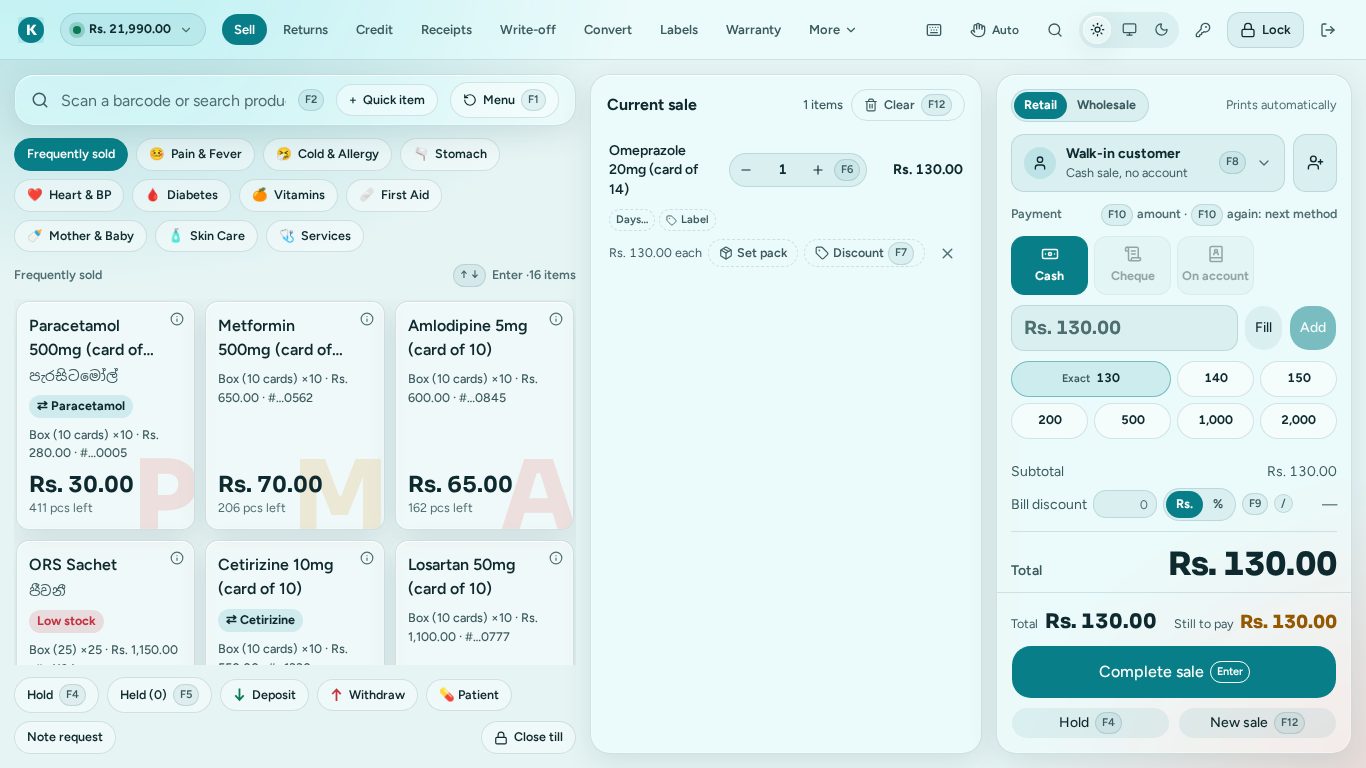 K
Rs. 21,990.00
Sell
Returns
Credit
Receipts
Write-off
Convert
Labels
Warranty
More
Auto
Lock
Scan a barcode or search produ
F2
+ Quick item
Menu F1
Frequently sold
Pain & Fever
Cold & Allergy
Stomach
Heart & BP
Diabetes
Vitamins
First Aid
Mother & Baby
Skin Care
Services
Frequently sold
↑ ↓ Enter ·16 items
Paracetamol
500mg (card of...
පැරසිටමෝල්
⇄ Paracetamol
Box (10 cards) ×10 · Rs.
280.00 · #...0005
Rs. 30.00
411 pcs left
P
Metformin
500mg (card of...
Box (10 cards) ×10 · Rs.
650.00 · #...0562
Rs. 70.00
206 pcs left
M
Amlodipine 5mg
(card of 10)
Box (10 cards) ×10 · Rs.
600.00 · #...0845
Rs. 65.00
162 pcs left
A
ORS Sachet
ජීවනී
Low stock
Box (25) ×25 · Rs. 1,150.00
Cetirizine 10mg
(card of 10)
⇄ Cetirizine
Box (10 cards) ×10 · Rs.
Losartan 50mg
(card of 10)
Box (10 cards) ×10 · Rs.
1,100.00 · #...0777
Hold F4
Held (0) F5
Deposit
Withdraw
Patient
Note request
Close till
Current sale
1 items
Clear F12
Omeprazole
20mg (card of
14)
− 1 + F6
Rs. 130.00
Days...
Label
Rs. 130.00 each
Set pack
Discount F7
Retail
Wholesale
Prints automatically
Walk-in customer
Cash sale, no account
F8
Payment
F10 amount · F10 again: next method
Cash
Cheque
On account
Rs. 130.00
Fill
Add
Exact 130
140
150
200
500
1,000
2,000
Subtotal
Rs. 130.00
Bill discount
0
Rs.
%
F9
/
—
Total
Rs. 130.00
Total Rs. 130.00
Still to pay Rs. 130.00
Complete sale Enter
Hold F4
New sale F12